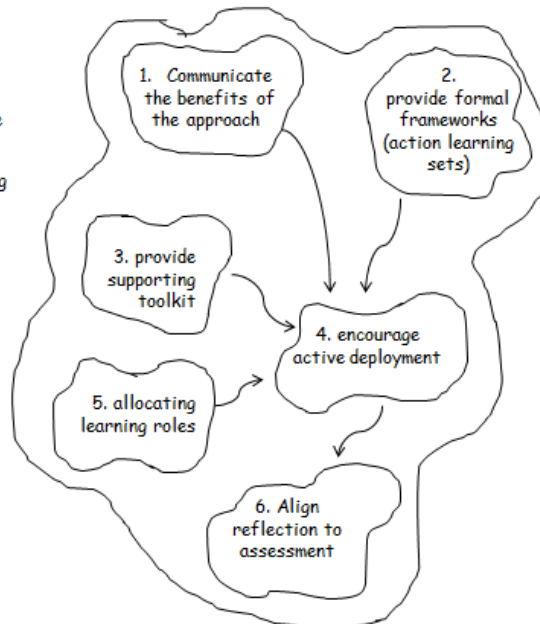 1. Communicate
the benefits of
the approach
2.
provide formal
frameworks
(action learning
sets)
3. provide
supporting
toolkit
4. encourage
active deployment
5. allocating
learning roles
6. Align
reflection to
assessment